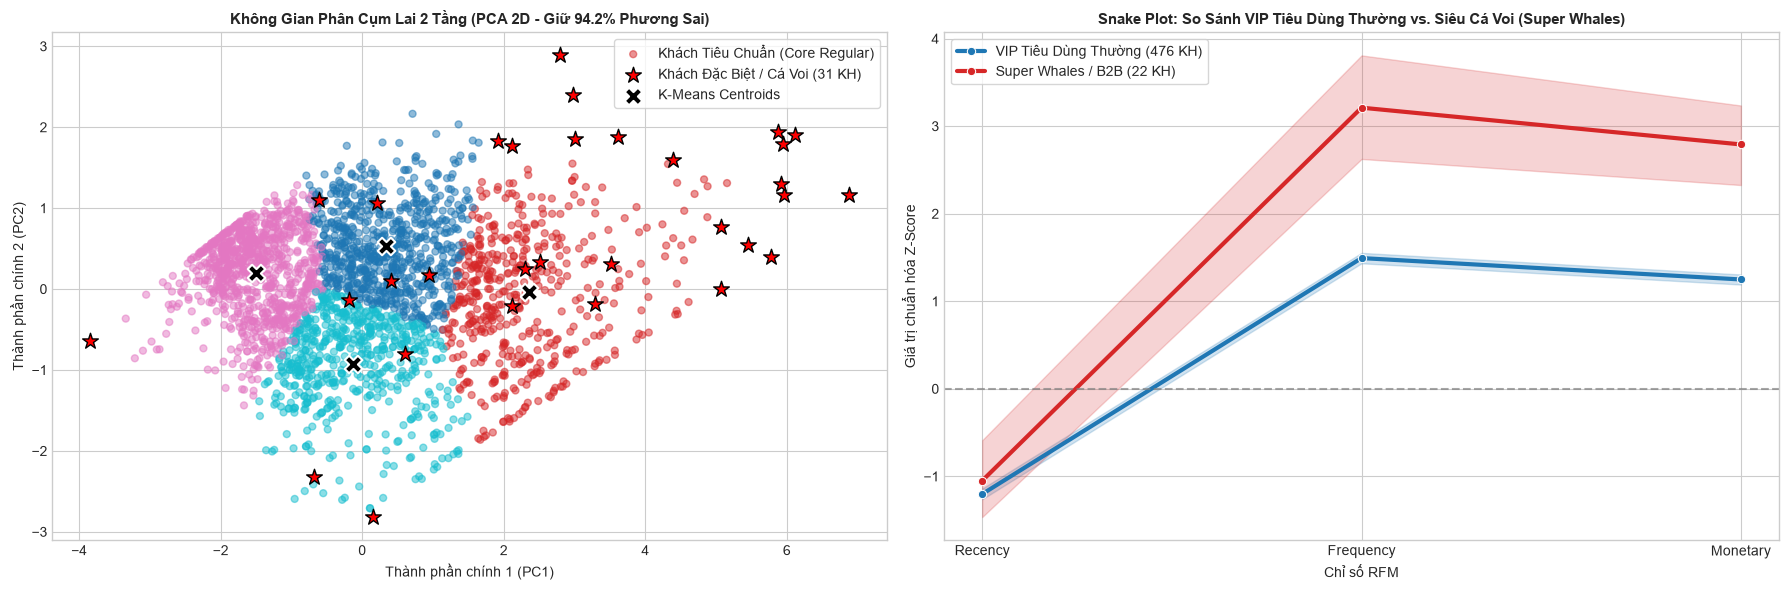 Không Gian Phân Cụm Lai 2 Tầng (PCA 2D - Giữ 94.2% Phương Sai)
Khách Tiêu Chuẩn (Core Regular)
Khách Đặc Biệt / Cá Voi (31 KH)
K-Means Centroids
Thành phần chính 2 (PC2)
3
2
1
0
−1
−2
−3
−4
−2
0
2
4
6
Thành phần chính 1 (PC1)
Snake Plot: So Sánh VIP Tiêu Dùng Thường vs. Siêu Cá Voi (Super Whales)
VIP Tiêu Dùng Thường (476 KH)
Super Whales / B2B (22 KH)
Giá trị chuẩn hóa Z-Score
4
3
2
1
0
−1
Recency
Frequency
Monetary
Chỉ số RFM